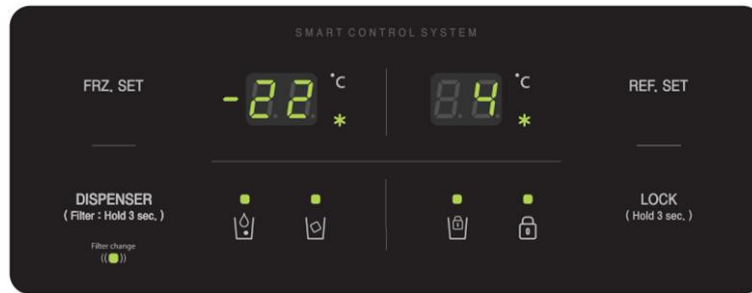 SMART CONTROL SYSTEM
FRZ. SET
-22 °C
4 °C
REF. SET
DISPENSER
( Filter : Hold 3 sec. )
LOCK
( Hold 3 sec. )
Filter change